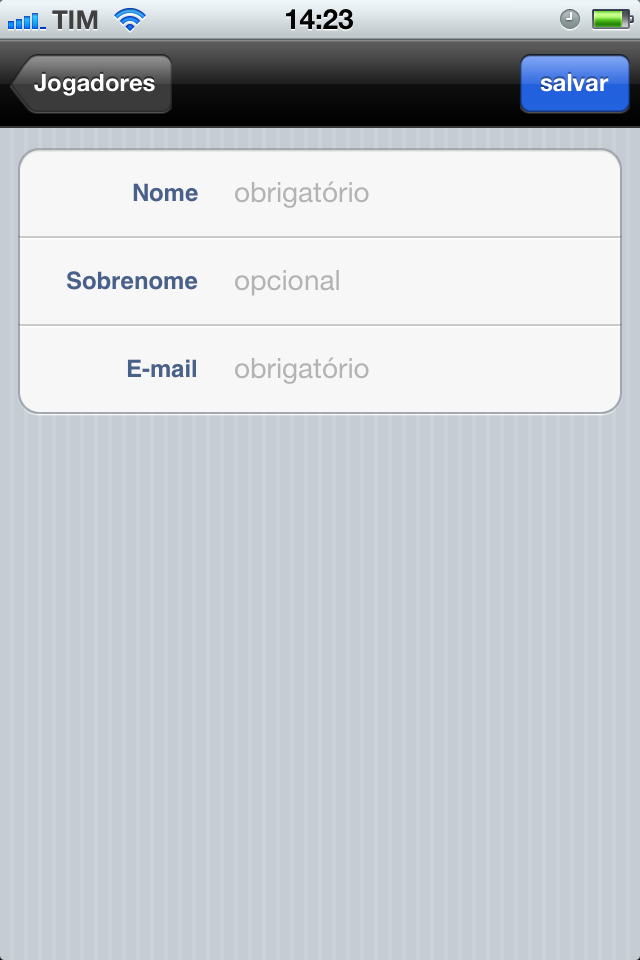 TIM 14:23
Jogadores salvar
Nome obrigatório
Sobrenome opcional
E-mail obrigatório